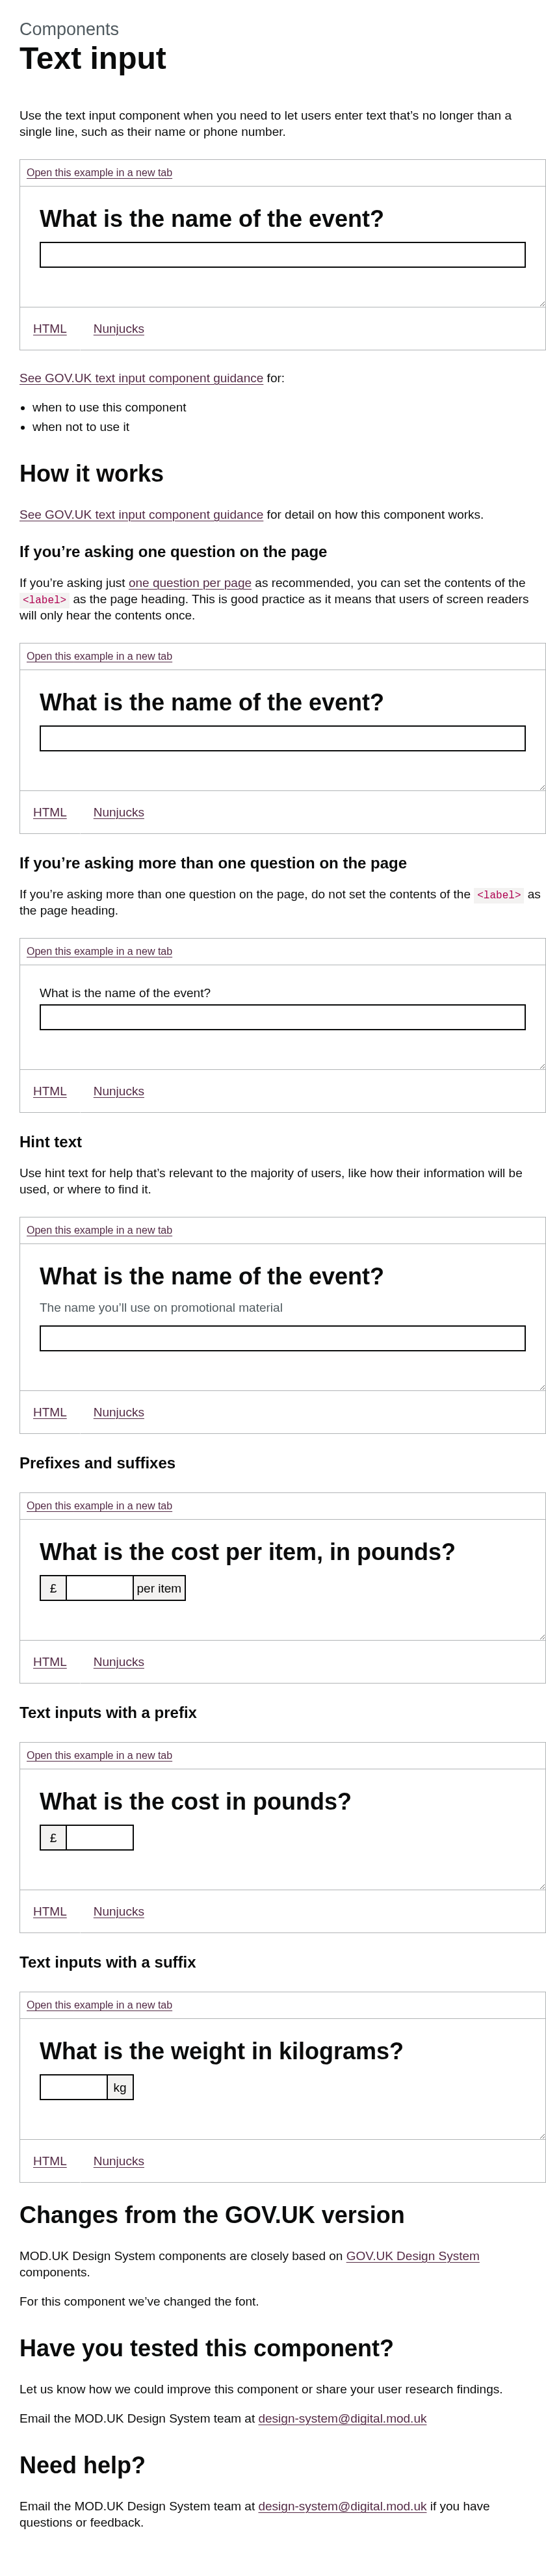 Components
Text input
Use the text input component when you need to let users enter text that’s no longer than a
single line, such as their name or phone number.
Open this example in a new tab
What is the name of the event?
HTML Nunjucks
See GOV.UK text input component guidance for:
• when to use this component
• when not to use it
How it works
See GOV.UK text input component guidance for detail on how this component works.
If you’re asking one question on the page
If you’re asking just one question per page as recommended, you can set the contents of the
<label> as the page heading. This is good practice as it means that users of screen readers
will only hear the contents once.
Open this example in a new tab
What is the name of the event?
HTML Nunjucks
If you’re asking more than one question on the page
If you’re asking more than one question on the page, do not set the contents of the <label> as
the page heading.
Open this example in a new tab
What is the name of the event?
HTML Nunjucks
Hint text
Use hint text for help that’s relevant to the majority of users, like how their information will be
used, or where to find it.
Open this example in a new tab
What is the name of the event?
The name you’ll use on promotional material
HTML Nunjucks
Prefixes and suffixes
Open this example in a new tab
What is the cost per item, in pounds?
£ per item
HTML Nunjucks
Text inputs with a prefix
Open this example in a new tab
What is the cost in pounds?
£
HTML Nunjucks
Text inputs with a suffix
Open this example in a new tab
What is the weight in kilograms?
kg
HTML Nunjucks
Changes from the GOV.UK version
MOD.UK Design System components are closely based on GOV.UK Design System
components.
For this component we’ve changed the font.
Have you tested this component?
Let us know how we could improve this component or share your user research findings.
Email the MOD.UK Design System team at design-system@digital.mod.uk
Need help?
Email the MOD.UK Design System team at design-system@digital.mod.uk if you have
questions or feedback.